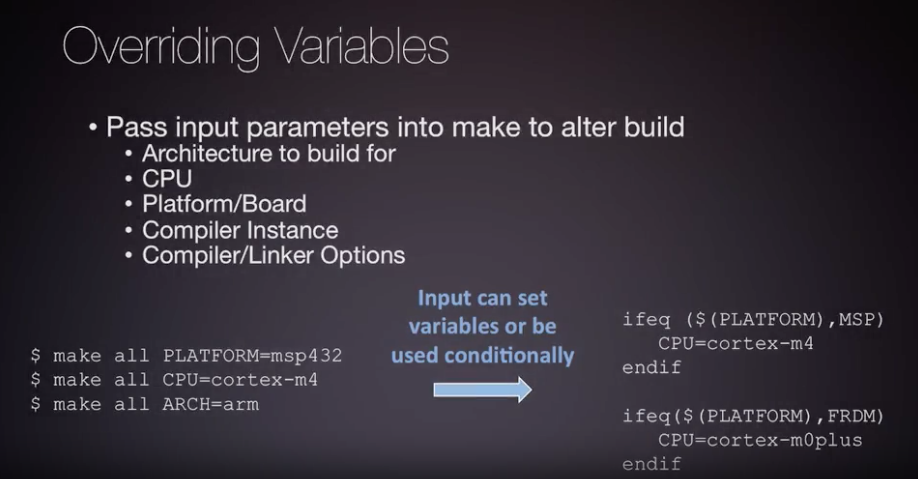 Overriding Variables
• Pass input parameters into make to alter build
• Architecture to build for
• CPU
• Platform/Board
• Compiler Instance
• Compiler/Linker Options
$ make all PLATFORM=msp432
$ make all CPU=cortex-m4
$ make all ARCH=arm
Input can set
variables or be
used conditionally
ifeq ($(PLATFORM),MSP)
CPU=cortex-m4
endif
ifeq($(PLATFORM),FRDM)
CPU=cortex-m0plus
endif